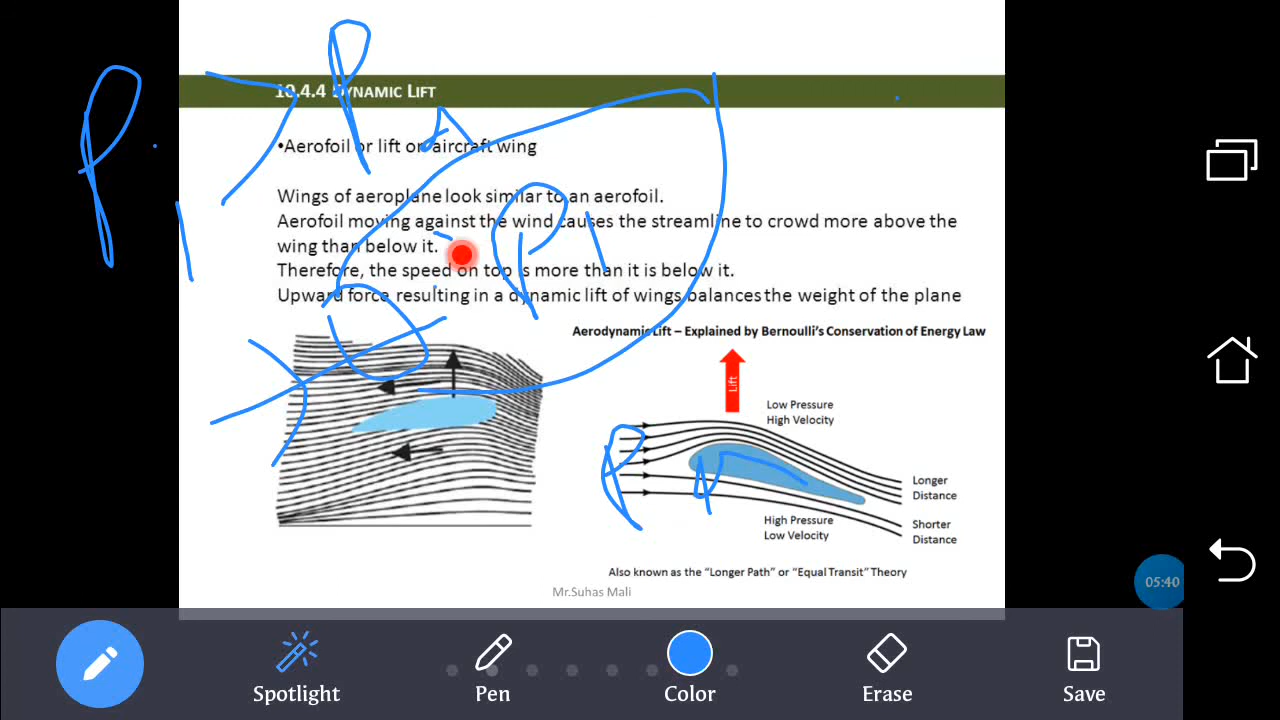 10.4.4 DYNAMIC LIFT
•Aerofoil or lift on aircraft wing
Wings of aeroplane look similar to an aerofoil.
Aerofoil moving against the wind causes the streamline to crowd more above the
wing than below it.
Therefore, the speed on top is more than it is below it.
Upward force resulting in a dynamic lift of wings balances the weight of the plane
Aerodynamic Lift – Explained by Bernoulli's Conservation of Energy Law
Lift
Low Pressure
High Velocity
Longer
Distance
High Pressure
Low Velocity
Shorter
Distance
Also known as the "Longer Path" or "Equal Transit" Theory
Mr.Suhas Mali
05:40
Spotlight
Pen
Color
Erase
Save